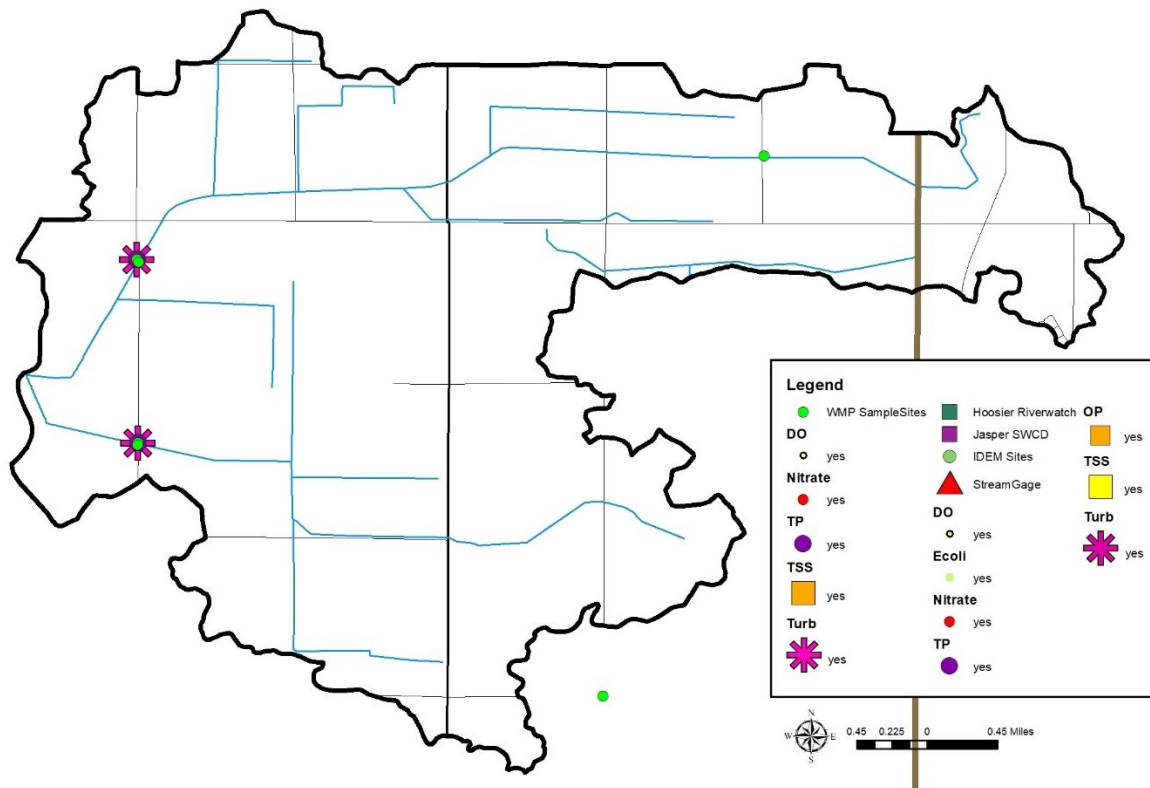 Legend
WMP SampleSites
DO
yes
Nitrate
yes
TP
yes
TSS
yes
Turb
yes
Hoosier Riverwatch
Jasper SWCD
IDEM Sites
StreamGage
DO
yes
Ecoli
yes
Nitrate
yes
TP
yes
OP
yes
TSS
yes
Turb
yes
N
W E
S
0.45 0.225 0 0.45 Miles